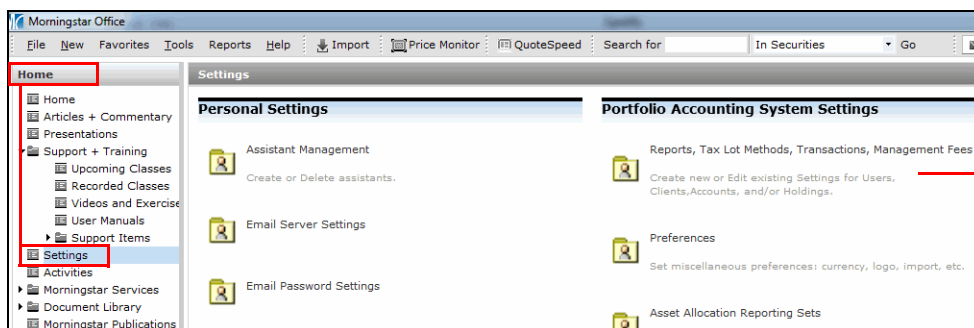 Morningstar Office
File New Favorites Tools Reports Help Import Price Monitor QuoteSpeed Search for In Securities Go
Home
Settings
Home
Articles + Commentary
Presentations
Support + Training
Upcoming Classes
Recorded Classes
Videos and Exercise
User Manuals
Support Items
Settings
Activities
Morningstar Services
Document Library
Morningstar Publications
Personal Settings
Assistant Management
Create or Delete assistants.
Email Server Settings
Email Password Settings
Portfolio Accounting System Settings
Reports, Tax Lot Methods, Transactions, Management Fees
Create new or Edit existing Settings for Users,
Clients,Accounts, and/or Holdings.
Preferences
Set miscellaneous preferences: currency, logo, import, etc.
Asset Allocation Reporting Sets